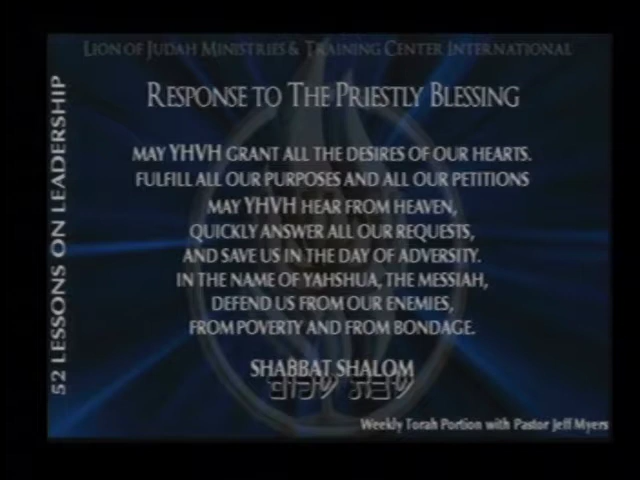 LION OF JUDAH MINISTRIES & TRAINING CENTER INTERNATIONAL
52 LESSONS ON LEADERSHIP
RESPONSE TO THE PRIESTLY BLESSING
MAY YHVH GRANT ALL THE DESIRES OF OUR HEARTS.
FULFILL ALL OUR PURPOSES AND ALL OUR PETITIONS
MAY YHVH HEAR FROM HEAVEN,
QUICKLY ANSWER ALL OUR REQUESTS,
AND SAVE US IN THE DAY OF ADVERSITY.
IN THE NAME OF YAHSHUA, THE MESSIAH,
DEFEND US FROM OUR ENEMIES,
FROM POVERTY AND FROM BONDAGE.
SHABBAT SHALOM
שבת שלום
Weekly Torah Portion with Pastor Jeff Myers